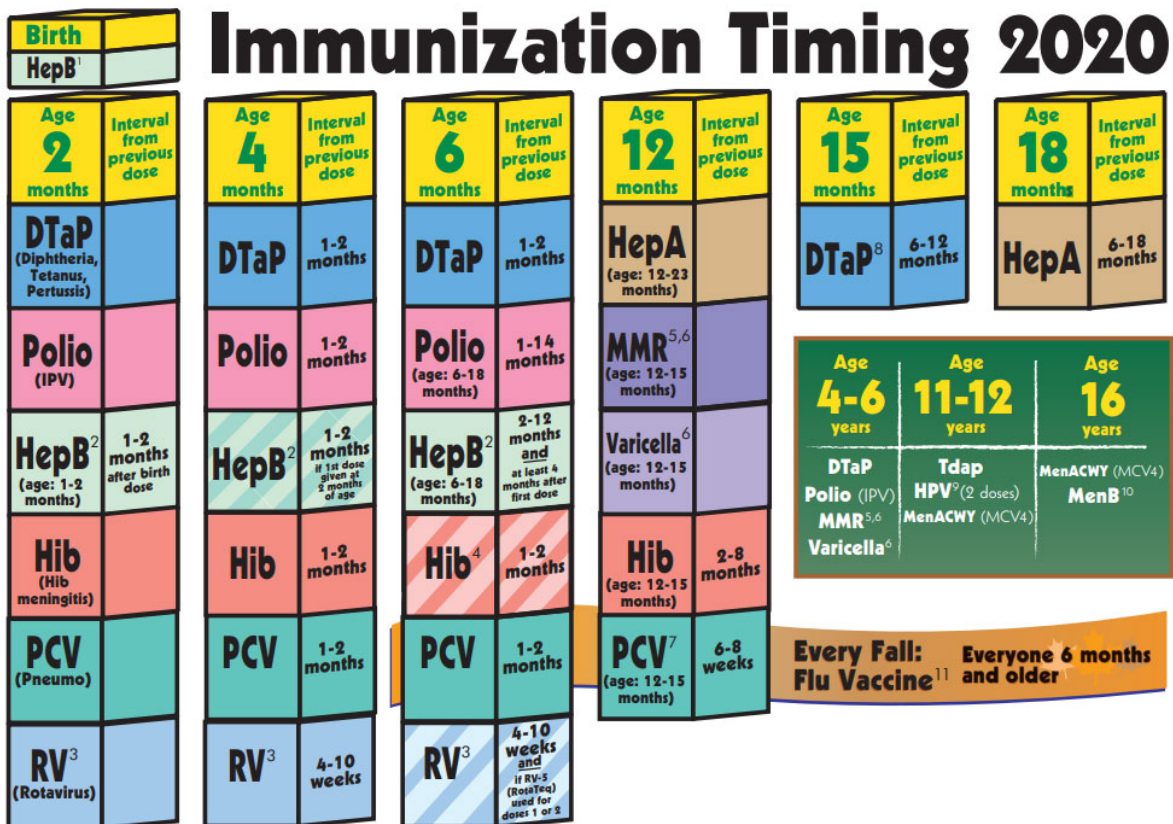 Birth
HepB¹
Immunization Timing 2020
Age
2
months
Interval
from
previous
dose
DTaP
(Diphtheria,
Tetanus,
Pertussis)
Polio
(IPV)
HepB²
(age: 1-2
months)
1-2
months
after birth
dose
Hib
(Hib
meningitis)
PCV
(Pneumo)
RV³
(Rotavirus)
Age
4
months
Interval
from
previous
dose
DTaP
1-2
months
Polio
1-2
months
HepB²
1-2
months
if 1st dose
given at
2 months
of age
Hib
1-2
months
PCV
1-2
months
RV³
4-10
weeks
Age
6
months
Interval
from
previous
dose
DTaP
1-2
months
Polio
(age: 6-18
months)
1-14
months
HepB²
(age: 6-18
months)
2-12
months
and
at least 4
months after
first dose
Hib⁴
1-2
months
PCV
1-2
months
RV³
4-10
weeks
and
if RV-5
(RotaTeq)
used for
doses 1 or 2
Age
12
months
Interval
from
previous
dose
HepA
(age: 12-23
months)
MMR⁵,⁶
(age: 12-15
months)
Varicella⁶
(age: 12-15
months)
Hib
(age: 12-15
months)
2-8
months
PCV⁷
(age: 12-15
months)
6-8
weeks
Age
15
months
Interval
from
previous
dose
DTaP⁸
6-12
months
Age
18
months
Interval
from
previous
dose
HepA
6-18
months
Age
4-6
years
DTaP
Polio (IPV)
MMR⁵,⁶
Varicella⁶
Age
11-12
years
Tdap
HPV⁹(2 doses)
MenACWY (MCV4)
Age
16
years
MenACWY (MCV4)
MenB¹⁰
Every Fall:
Flu Vaccine¹¹
Everyone 6 months
and older